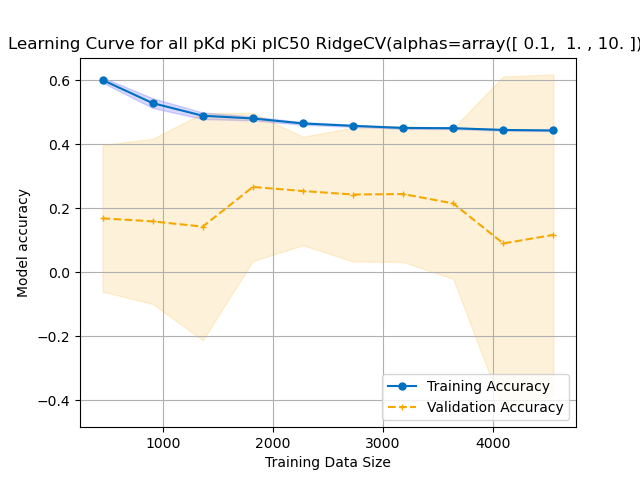 Learning Curve for all pKd pKi pIC50 RidgeCV(alphas=array([ 0.1,  1. , 10. ])
Model accuracy
0.6
0.4
0.2
0.0
−0.2
−0.4
Training Accuracy
Validation Accuracy
1000 2000 3000 4000
Training Data Size